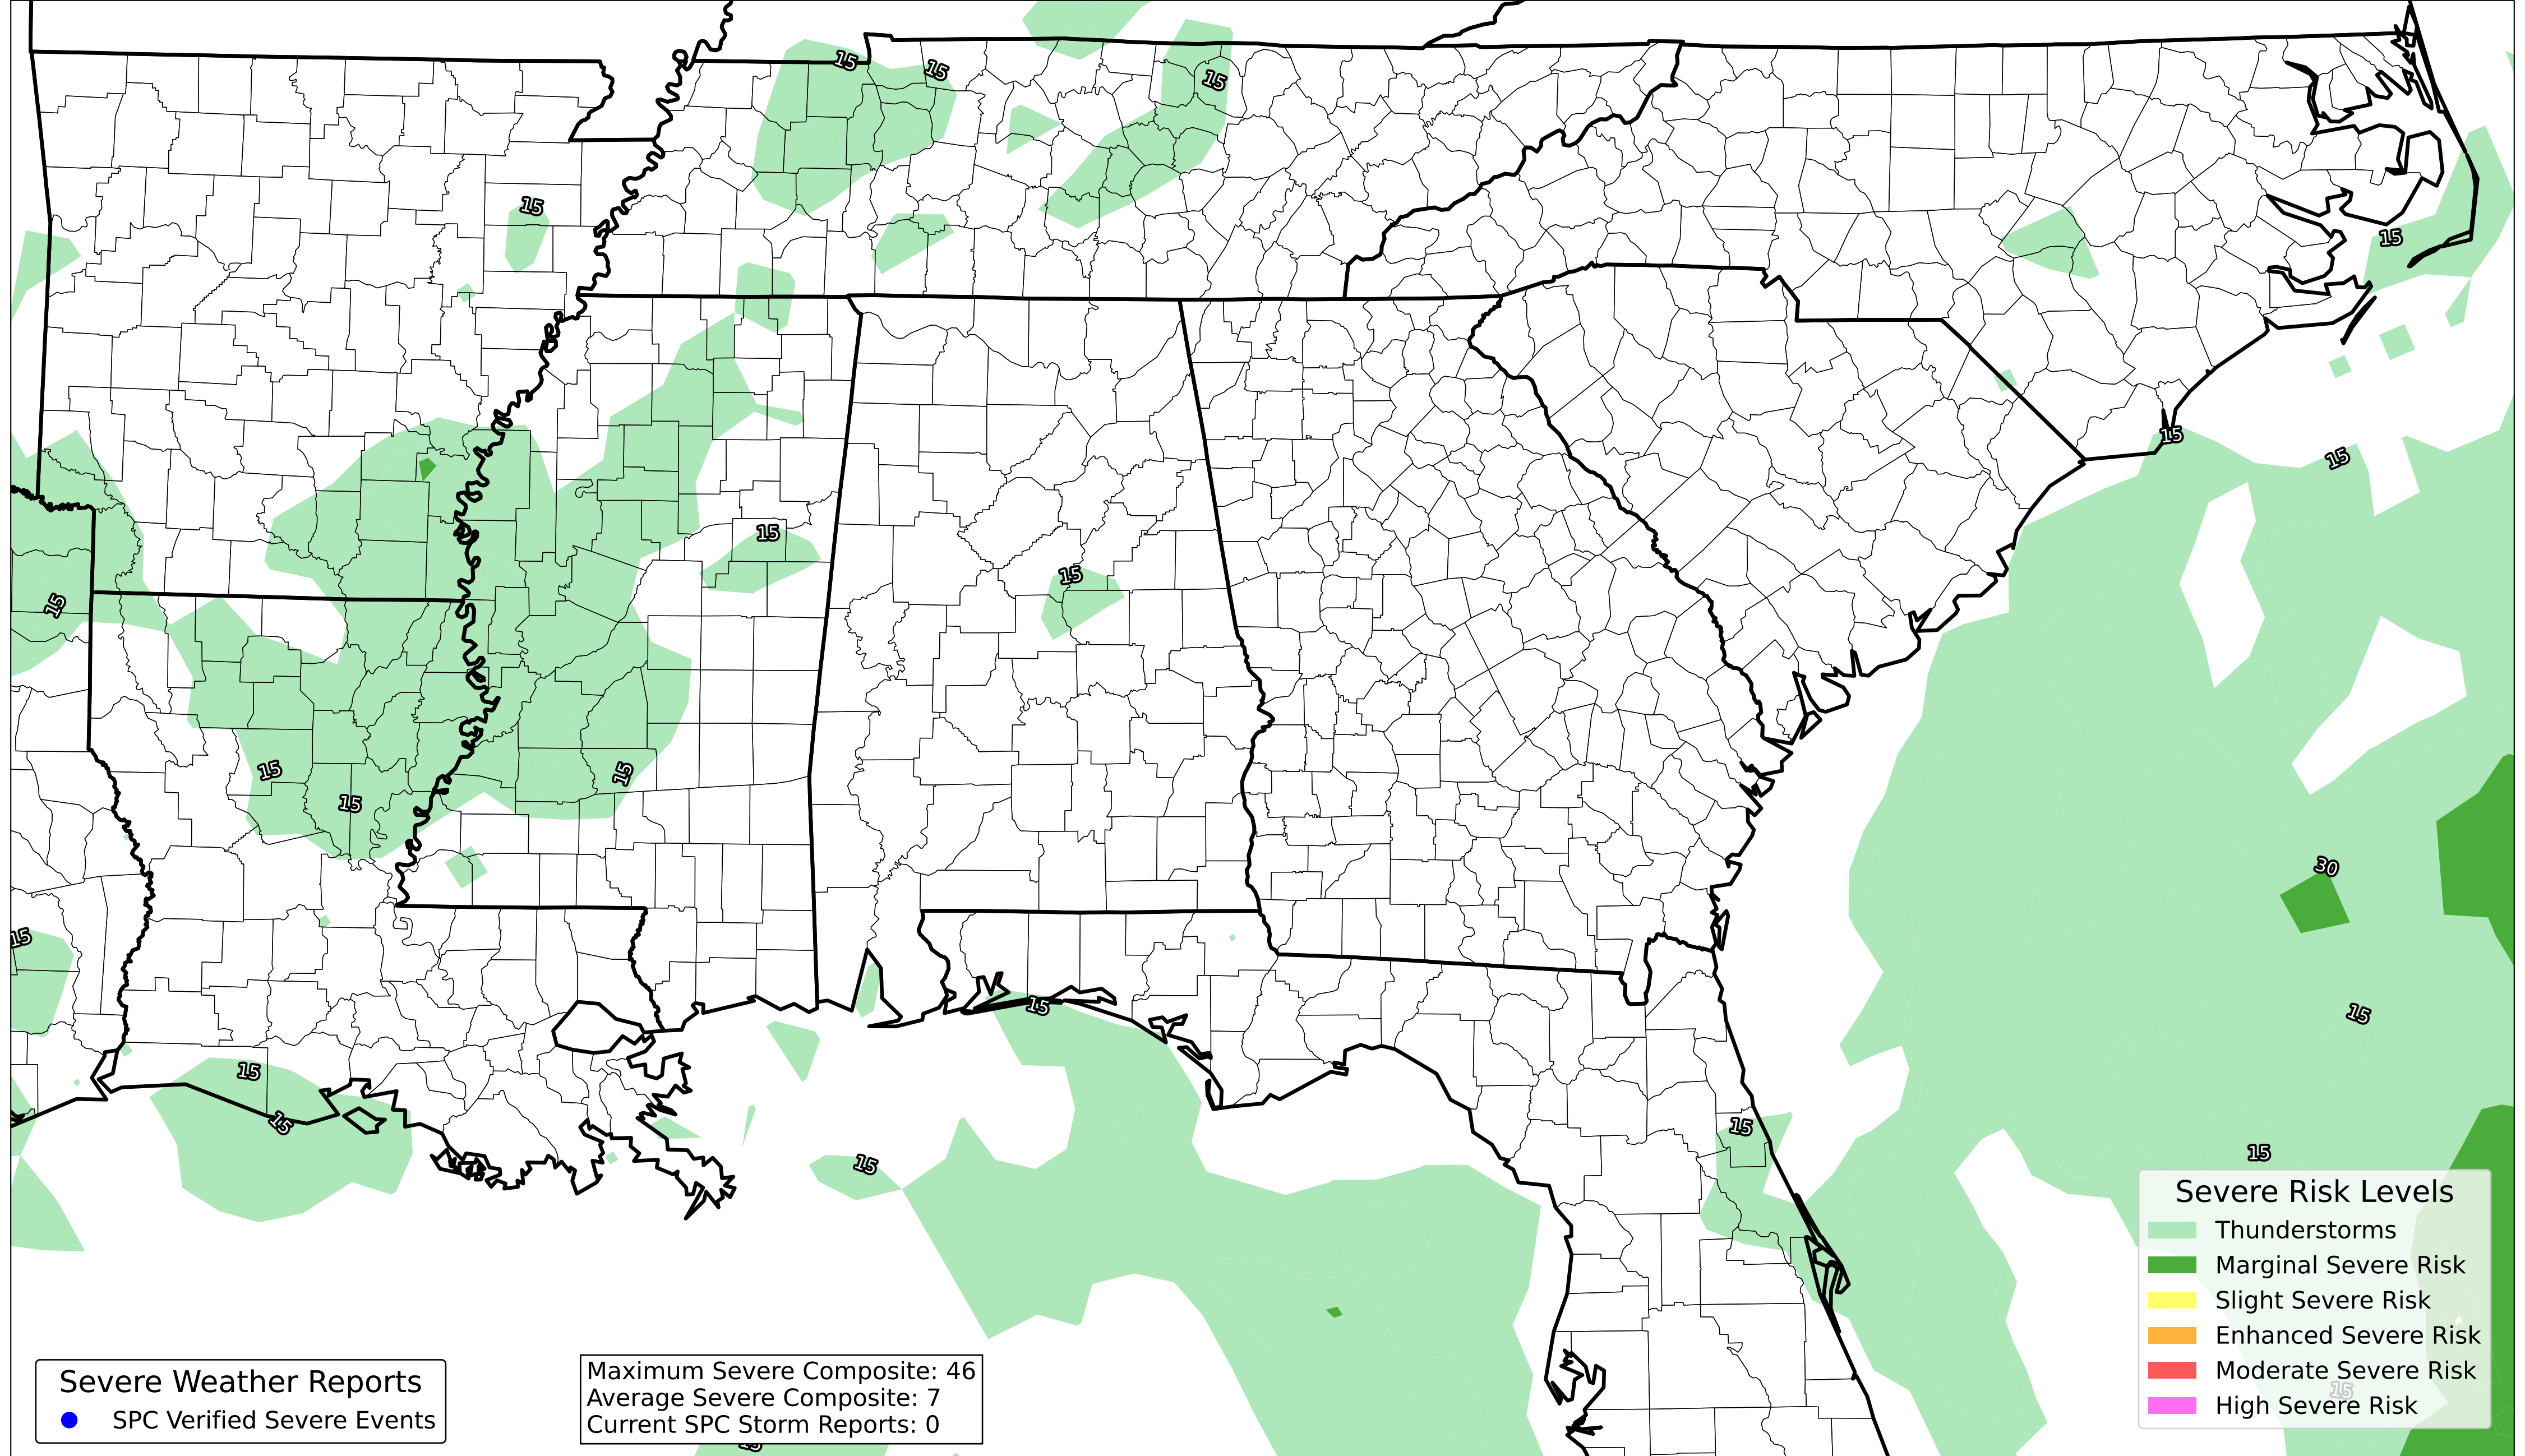 15
15
15
15
15
15
15
15
15
15
15
15
15
15
30
15
15
15
15
15
15
15
15
Severe Risk Levels
Thunderstorms
Marginal Severe Risk
Slight Severe Risk
Enhanced Severe Risk
Moderate Severe Risk
High Severe Risk
15
Severe Weather Reports
SPC Verified Severe Events
Maximum Severe Composite: 46
Average Severe Composite: 7
Current SPC Storm Reports: 0